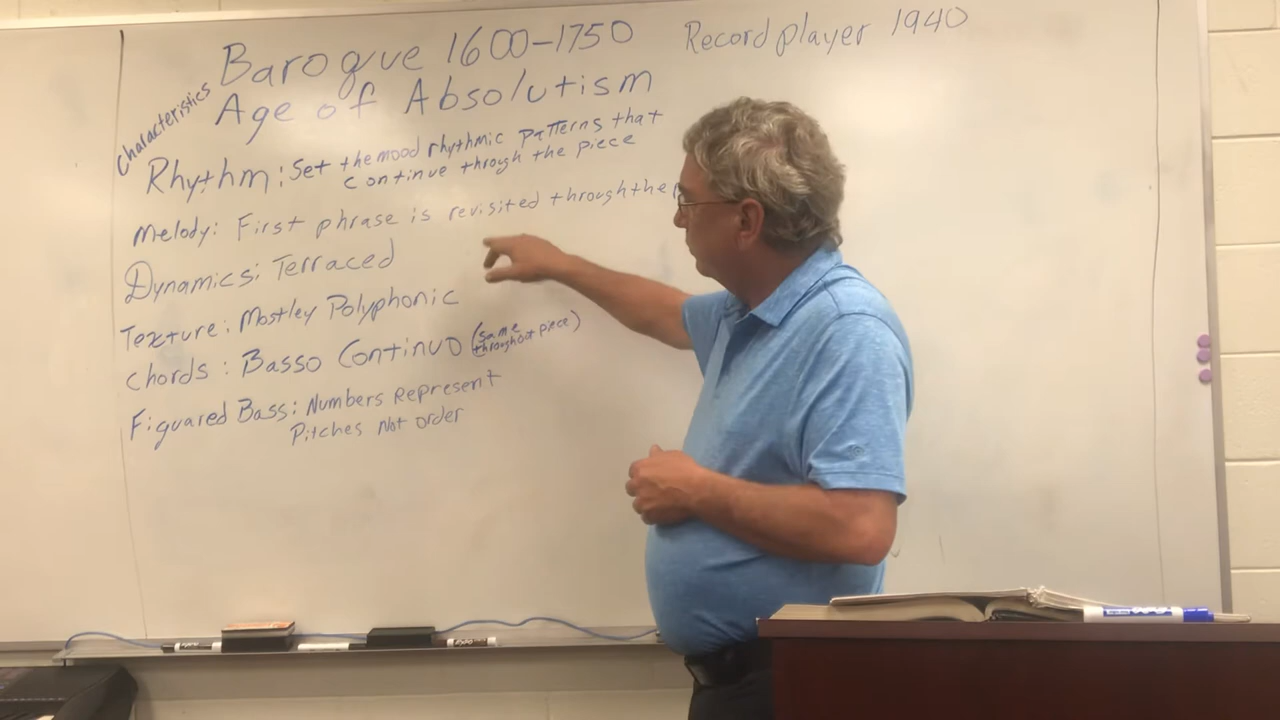 Baroque 1600-1750
Record player 1940
Age of Absolutism
Characteristics
Rhythm: Set the mood rhythmic patterns that
continue through the piece
Melody: First phrase is revisited through the
Dynamics: Terraced
Texture: Mostley Polyphonic
Chords: Basso Continuo (same
throughout piece)
Figuared Bass: Numbers Represent
Pitches Not Order
EXPO